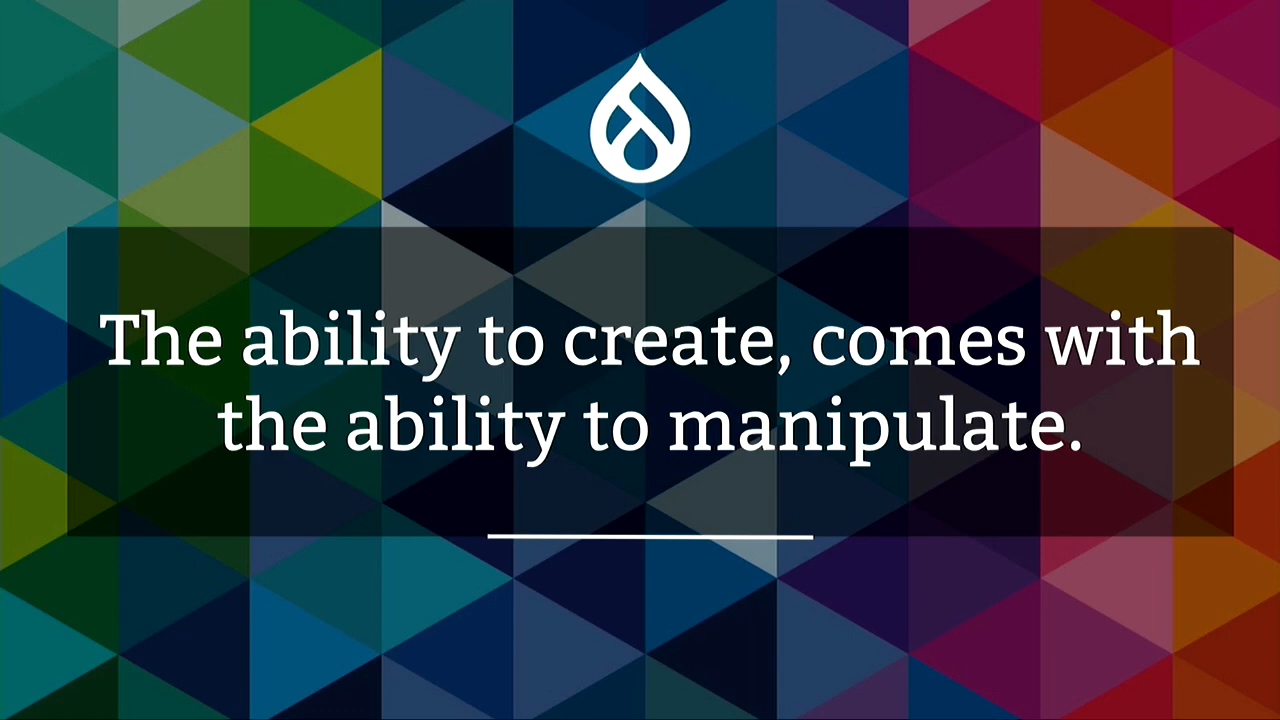 The ability to create, comes with
the ability to manipulate.